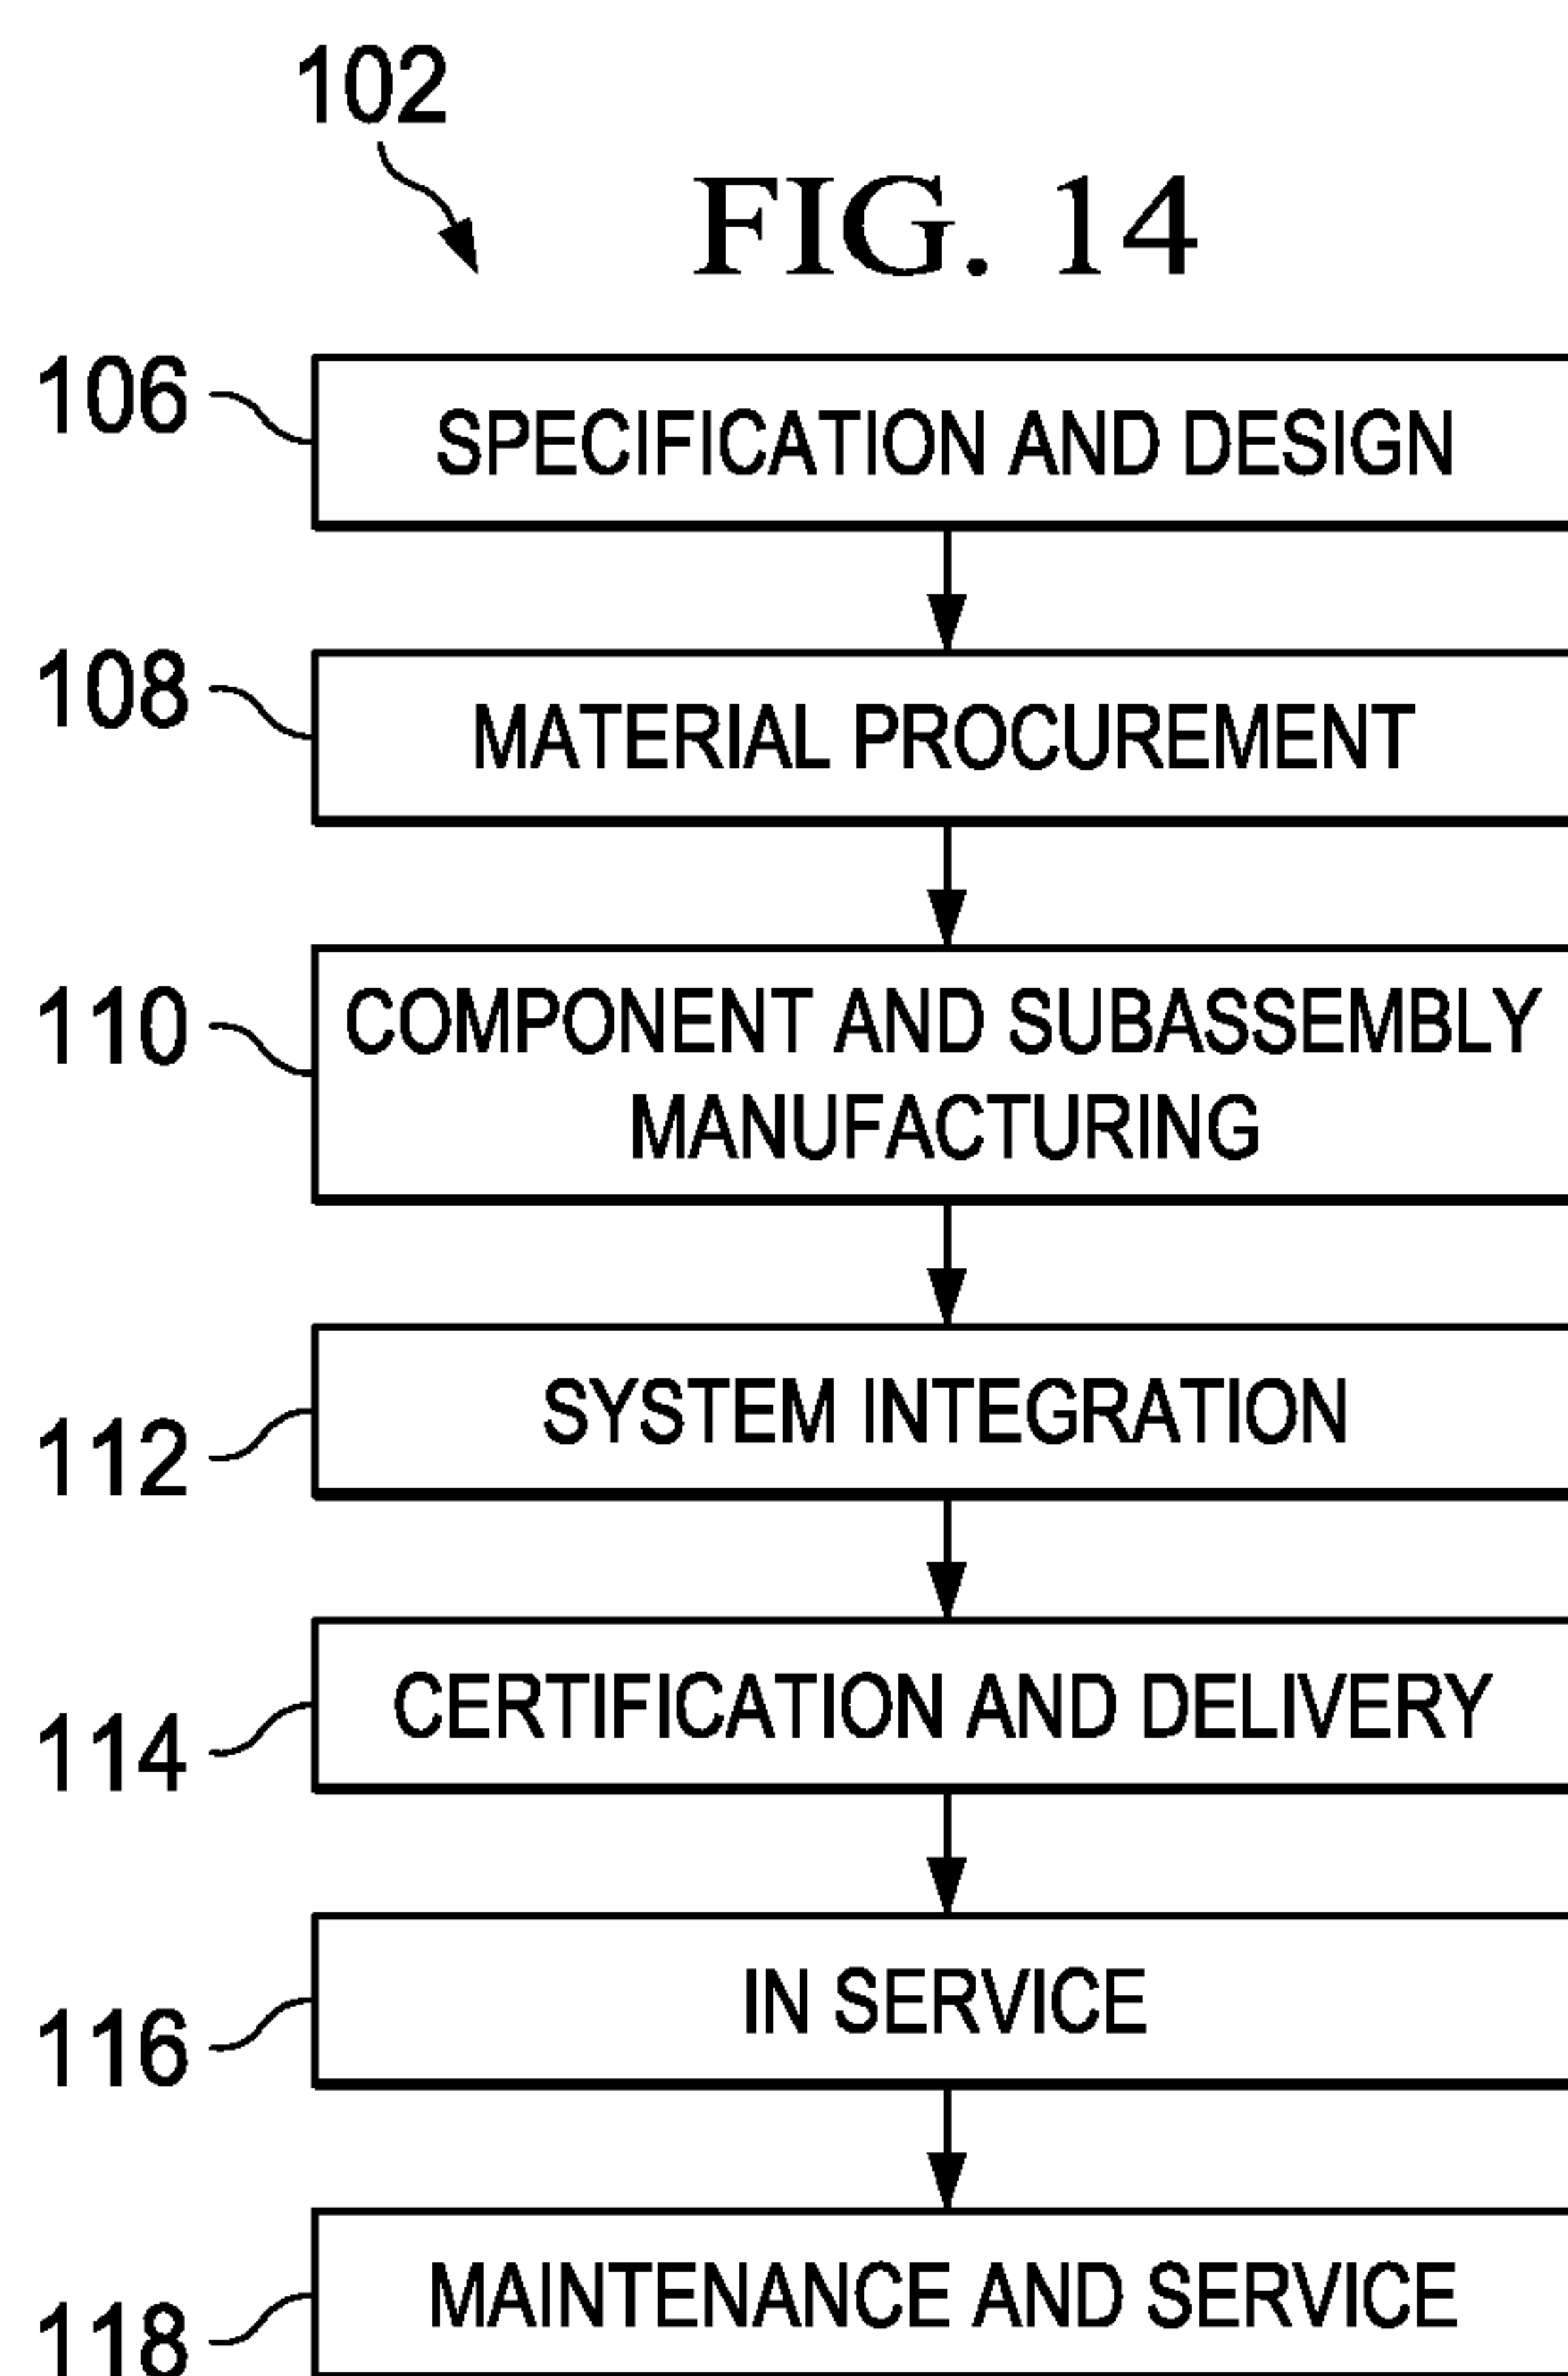 102
FIG. 14
106
SPECIFICATION AND DESIGN
108
MATERIAL PROCUREMENT
110
COMPONENT AND SUBASSEMBLY
MANUFACTURING
112
SYSTEM INTEGRATION
114
CERTIFICATION AND DELIVERY
116
IN SERVICE
118
MAINTENANCE AND SERVICE